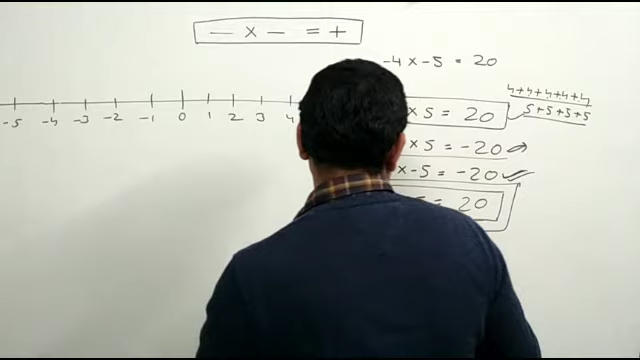 — × — = +
-4 × -5 = 20
4+4+4+4+4
5+5+5+5
× 5 = 20
× 5 = -20
× -5 = -20
= 20
-5 -4 -3 -2 -1 0 1 2 3 4